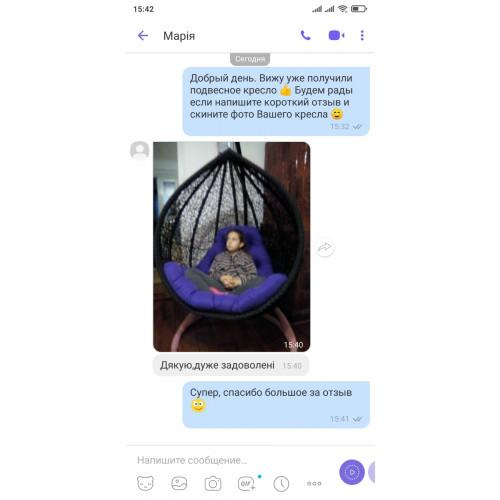 15:42
Марія
Сегодня
Добрый день. Вижу уже получили
подвесное кресло 👍 Будем рады
если напишите короткий отзыв и
скините фото Вашего кресла 😄
15:32
15:40
Дякую,дуже задоволені 15:40
Супер, спасибо большое за отзыв
😊
15:41
Напишите сообщение…
GIF